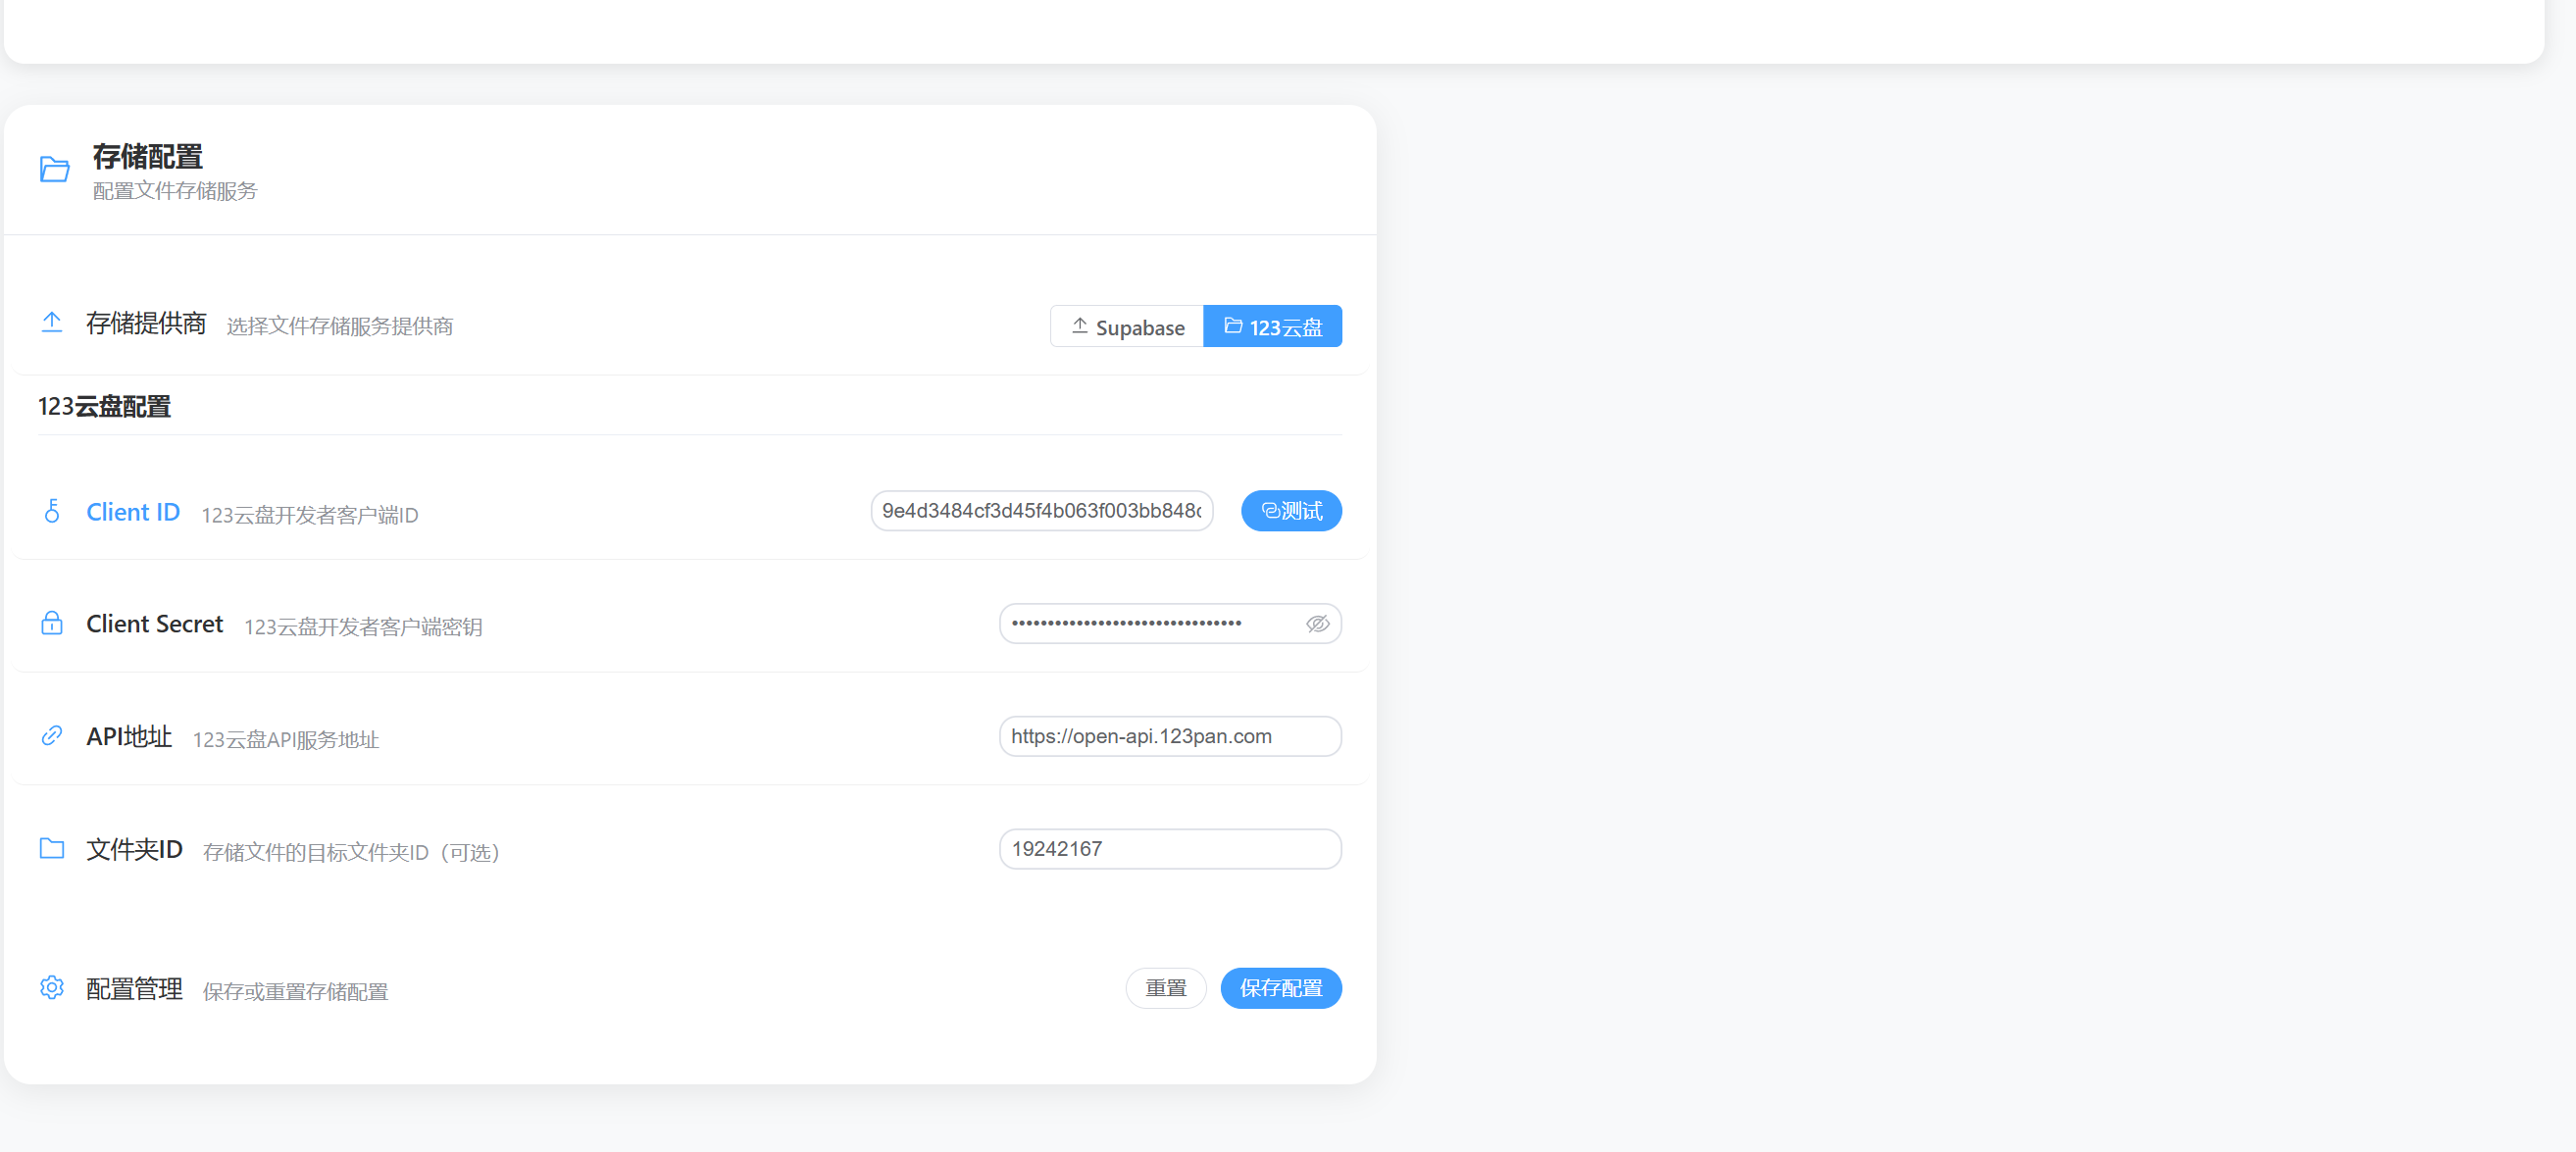 存储配置
配置文件存储服务
存储提供商 选择文件存储服务提供商 Supabase 123云盘
123云盘配置
Client ID 123云盘开发者客户端ID 9e4d3484cf3d45f4b063f003bb848c 测试
Client Secret 123云盘开发者客户端密钥 ••••••••••••••••••••••••••••••••
API地址 123云盘API服务地址 https://open-api.123pan.com
文件夹ID 存储文件的目标文件夹ID（可选） 19242167
配置管理 保存或重置存储配置 重置 保存配置